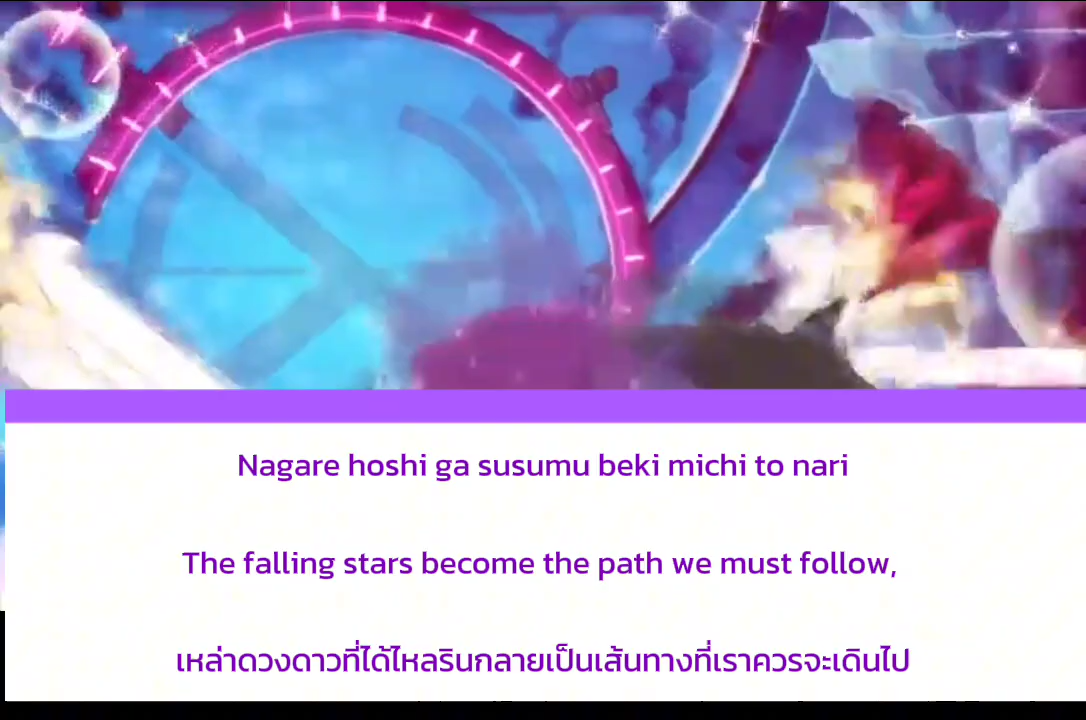 Nagare hoshi ga susumu beki michi to nari
The falling stars become the path we must follow,
เหล่าดวงดาวที่ได้ไหลรินกลายเป็นเส้นทางที่เราควรจะเดินไป